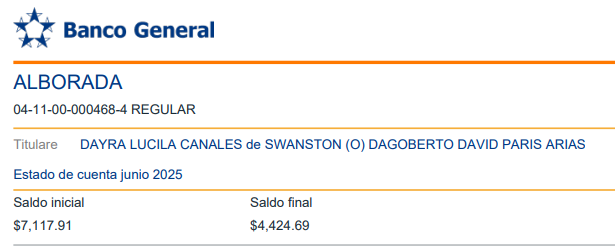 Banco General
ALBORADA
04-11-00-000468-4 REGULAR
Titulare DAYRA LUCILA CANALES de SWANSTON (O) DAGOBERTO DAVID PARIS ARIAS
Estado de cuenta junio 2025
Saldo inicial Saldo final
$7,117.91 $4,424.69